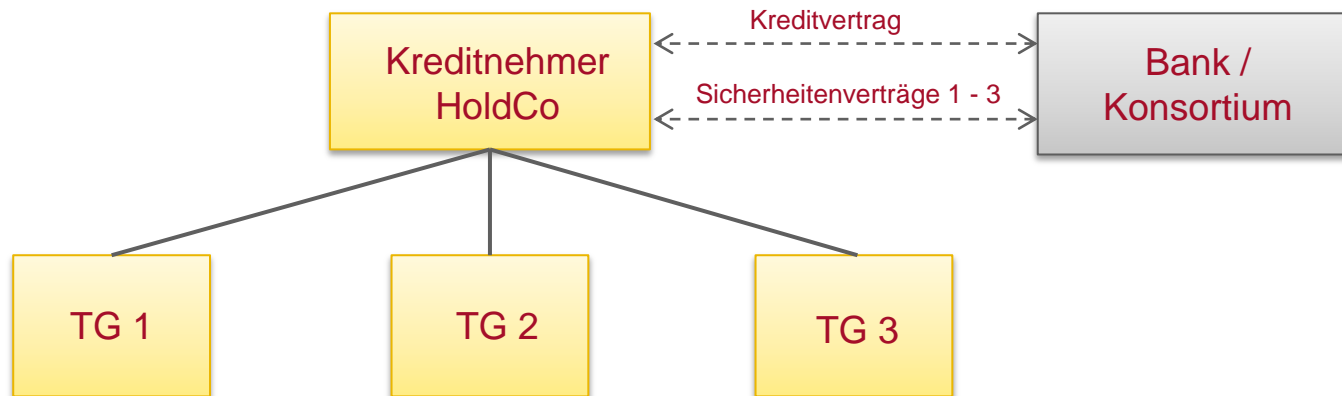 Kreditvertrag
Kreditnehmer
HoldCo
Bank /
Konsortium
Sicherheitenverträge 1 - 3
TG 1
TG 2
TG 3